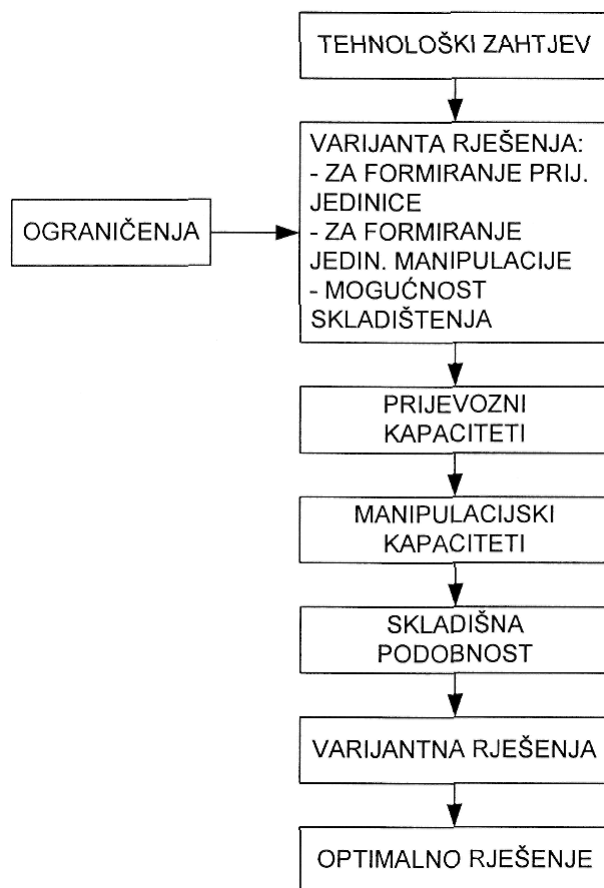 TEHNOLOŠKI ZAHTJEV
VARIJANTA RJEŠENJA:
- ZA FORMIRANJE PRIJ.
JEDINICE
- ZA FORMIRANJE
JEDIN. MANIPULACIJE
- MOGUĆNOST
SKLADIŠTENJA
OGRANIČENJA
PRIJEVOZNI
KAPACITETI
MANIPULACIJSKI
KAPACITETI
SKLADIŠNA
PODOBNOST
VARIJANTNA RJEŠENJA
OPTIMALNO RJEŠENJE